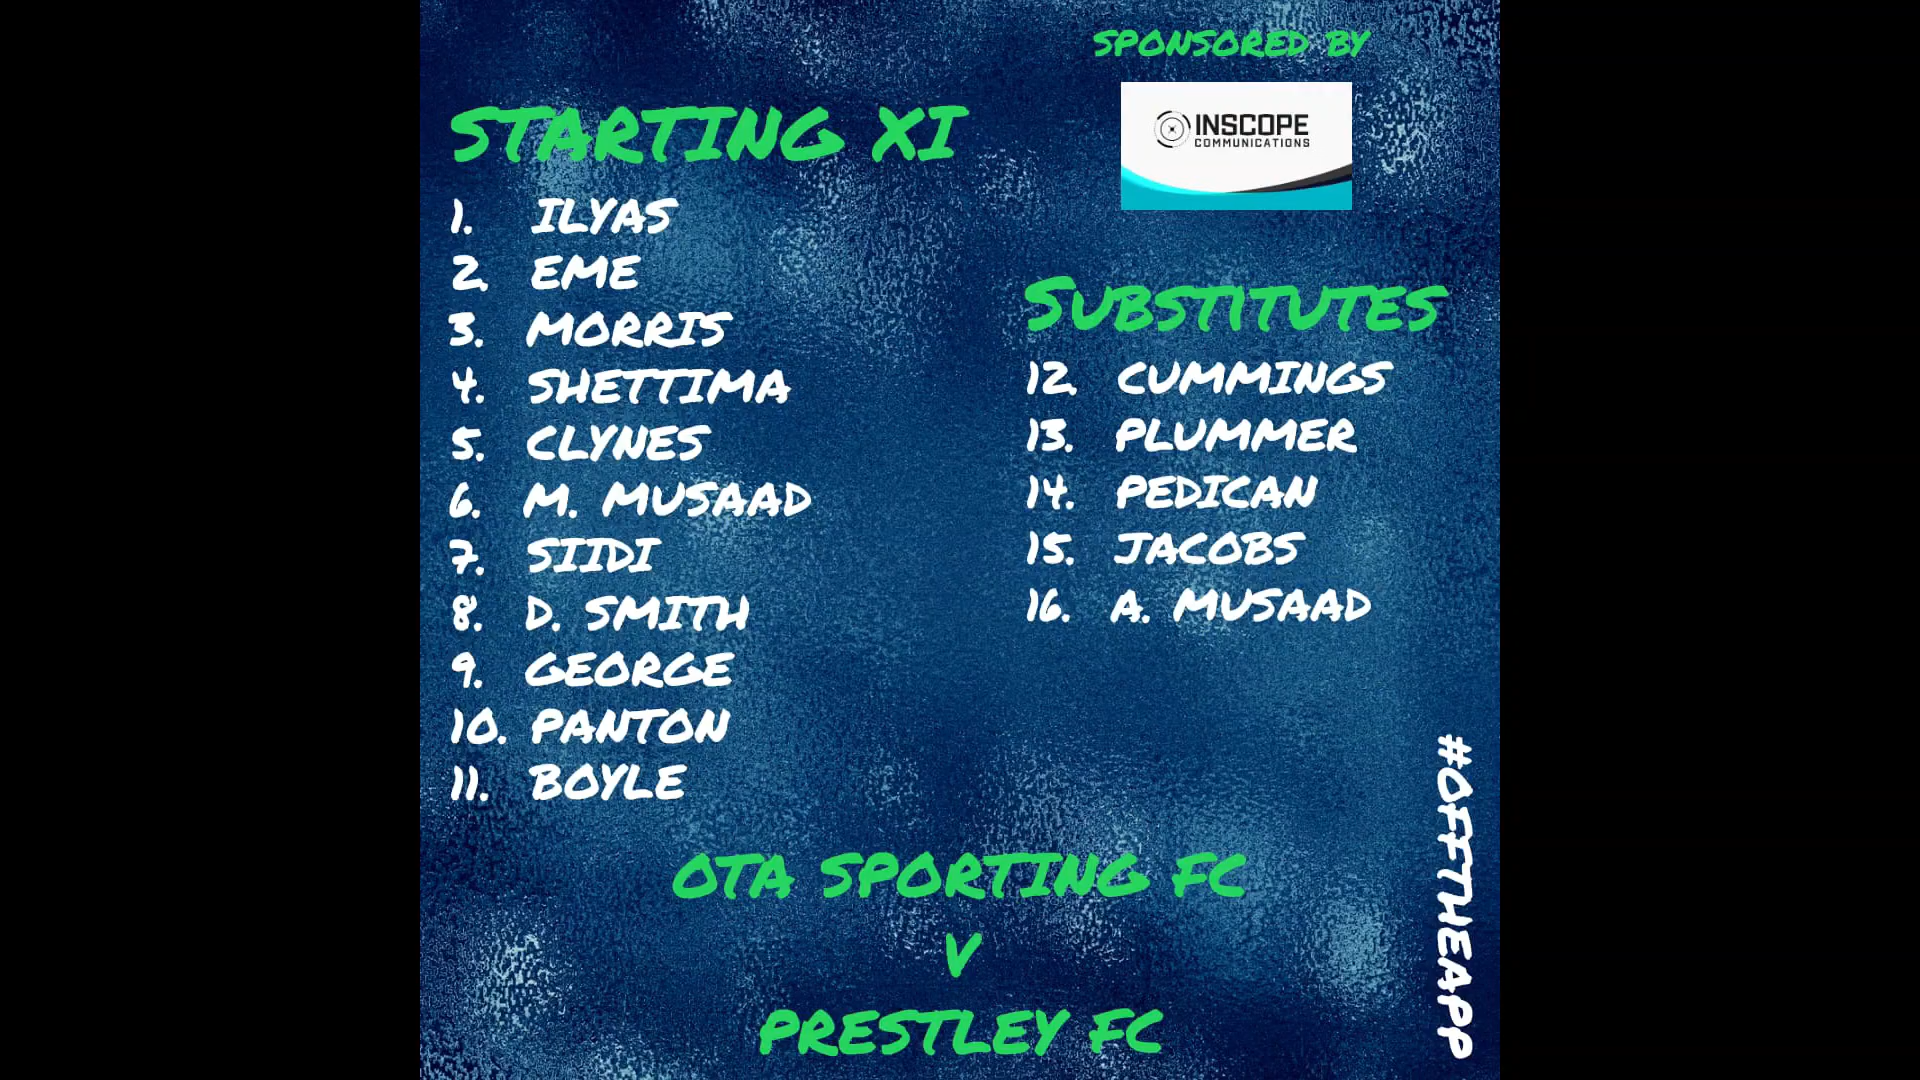 SPONSORED BY
INSCOPE
COMMUNICATIONS
STARTING XI
1. ILYAS
2. EME
3. MORRIS
4. SHETTIMA
5. CLYNES
6. M. MUSAAD
7. SIIDI
8. D. SMITH
9. GEORGE
10. PANTON
11. BOYLE
SUBSTITUTES
12. CUMMINGS
13. PLUMMER
14. PEDICAN
15. JACOBS
16. A. MUSAAD
#OFFTHEAPP
OTA SPORTING FC
V
PRESTLEY FC